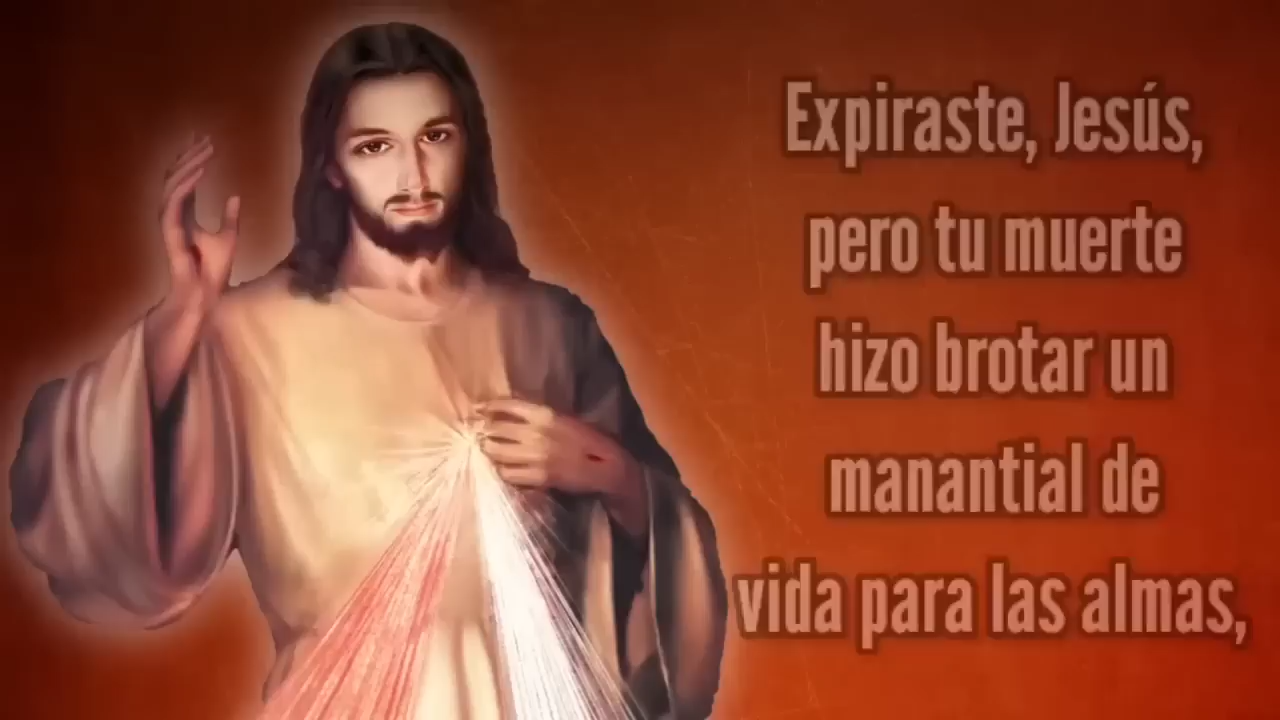 Expiraste, Jesús,
pero tu muerte
hizo brotar un
manantial de
vida para las almas,